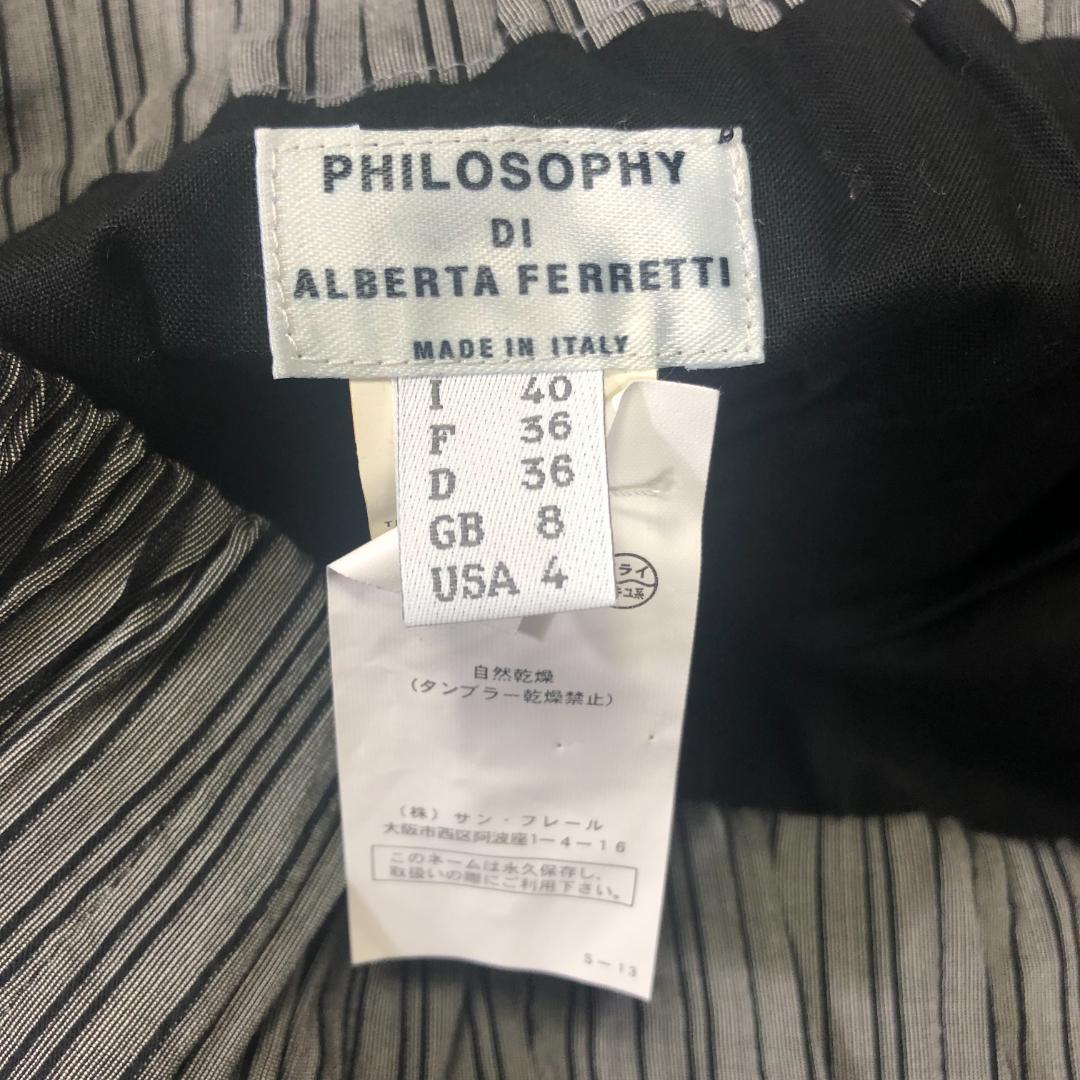 PHILOSOPHY
DI
ALBERTA FERRETTI
MADE IN ITALY
I 40
F 36
D 36
GB 8
USA 4
自然乾燥
(タンブラー乾燥禁止)
(株) サン・フレール
大阪市西区阿波座1-4-16
このネームは永久保存し、
取扱いの際にご利用下さい。
S-13